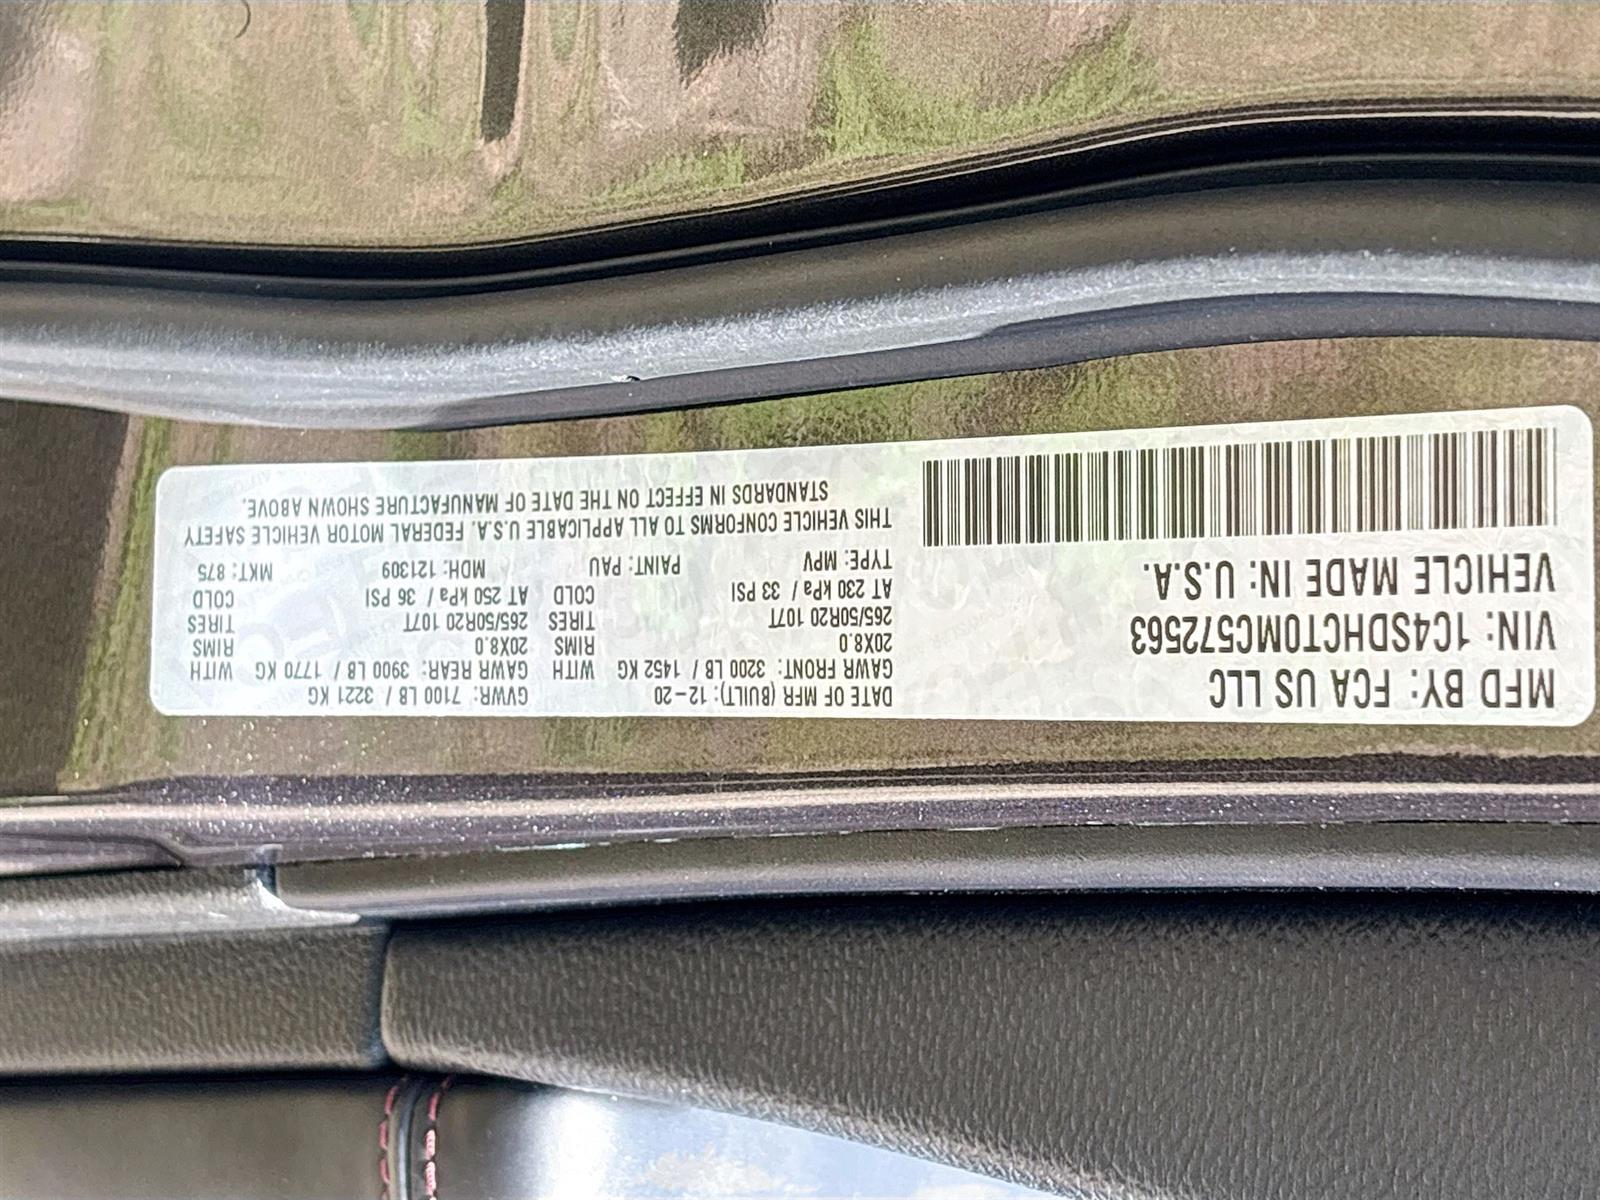 MFD BY: FCA US LLC
VIN: 1C4SDHCT0MC572563
VEHICLE MADE IN: U.S.A.
DATE OF MFR (BUILT): 12-20 GVWR: 7100 LB / 3221 KG
GAWR FRONT: 3200 LB / 1452 KG WITH GAWR REAR: 3900 LB / 1770 KG WITH
20X8.0 RIMS 20X8.0 RIMS
265/50R20 107T TIRES 265/50R20 107T TIRES
AT 230 kPa / 33 PSI COLD AT 250 kPa / 36 PSI COLD
TYPE: MPV PAINT: PAU MDH: 121309 MKT: 875
THIS VEHICLE CONFORMS TO ALL APPLICABLE U.S.A. FEDERAL MOTOR VEHICLE SAFETY
STANDARDS IN EFFECT ON THE DATE OF MANUFACTURE SHOWN ABOVE.